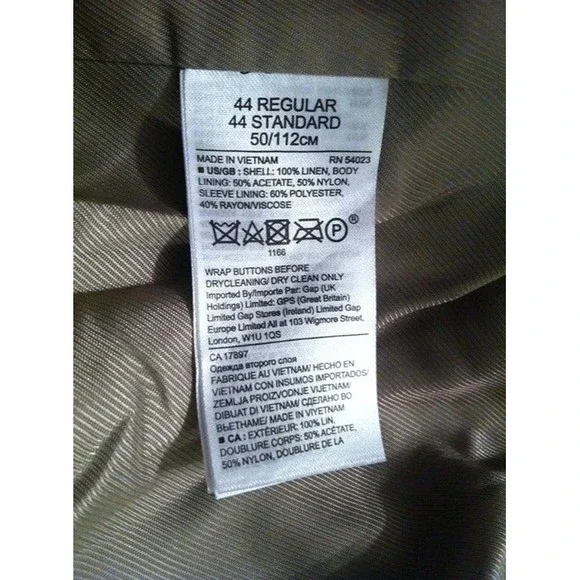 44 REGULAR
44 STANDARD
50/112CM
MADE IN VIETNAM RN 54023
■ US/GB : SHELL: 100% LINEN, BODY
LINING: 50% ACETATE, 50% NYLON,
SLEEVE LINING: 60% POLYESTER,
40% RAYON/VISCOSE
P ®
1166
WRAP BUTTONS BEFORE
DRYCLEANING/ DRY CLEAN ONLY
Imported By/Importe Par: Gap (UK
Holdings) Limited: GPS (Great Britain)
Limited Gap Stores (Ireland) Limited Gap
Europe Limited All at 103 Wigmore Street,
London, W1U 1QS
CA 17897
Одежда второго слоя
FABRIQUE AU VIETNAM/ HECHO EN
VIETNAM CON INSUMOS IMPORTADOS/
ZEMLJA PROIZVODNJE VIJETNAM/
DIBUAT DI VIETNAM/ СДЕЛАНО ВО
ВЬЕТНАМЕ/ MADE IN VIYETNAM
■ CA : EXTÉRIEUR: 100% LIN,
DOUBLURE CORPS: 50% ACÉTATE,
50% NYLON, DOUBLURE DE LA